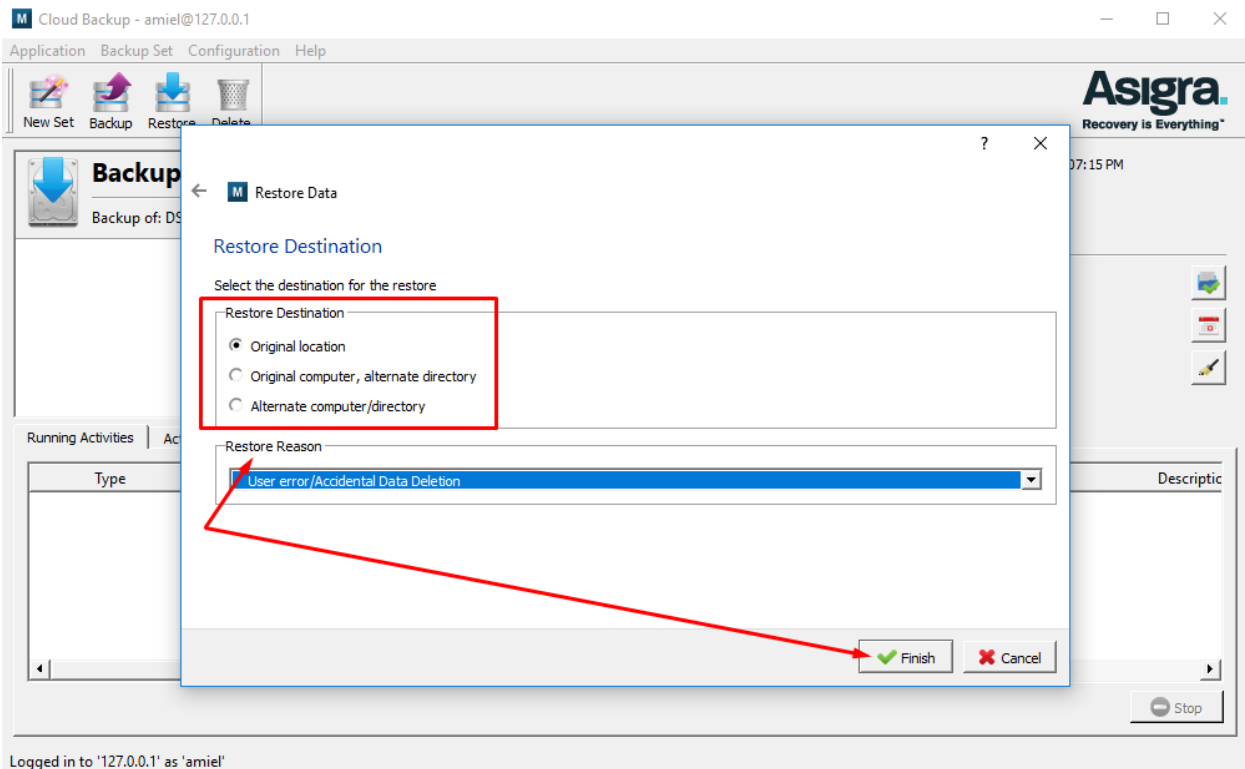 M Cloud Backup - amiel@127.0.0.1
Application Backup Set Configuration Help
New Set Backup Restore Delete
Asigra.
Recovery is Everything
Backup
07:15 PM
Backup of: DS
?
M Restore Data
Restore Destination
Select the destination for the restore
Restore Destination
Original location
Original computer, alternate directory
Alternate computer/directory
Restore Reason
User error/Accidental Data Deletion
Running Activities
Type
Finish Cancel
Stop
Logged in to '127.0.0.1' as 'amiel'